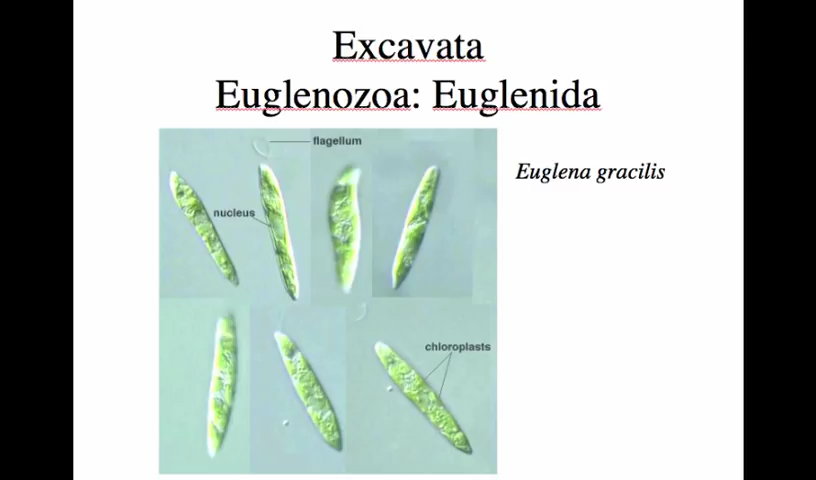 Excavata
Euglenozoa: Euglenida
flagellum
Euglena gracilis
nucleus
chloroplasts